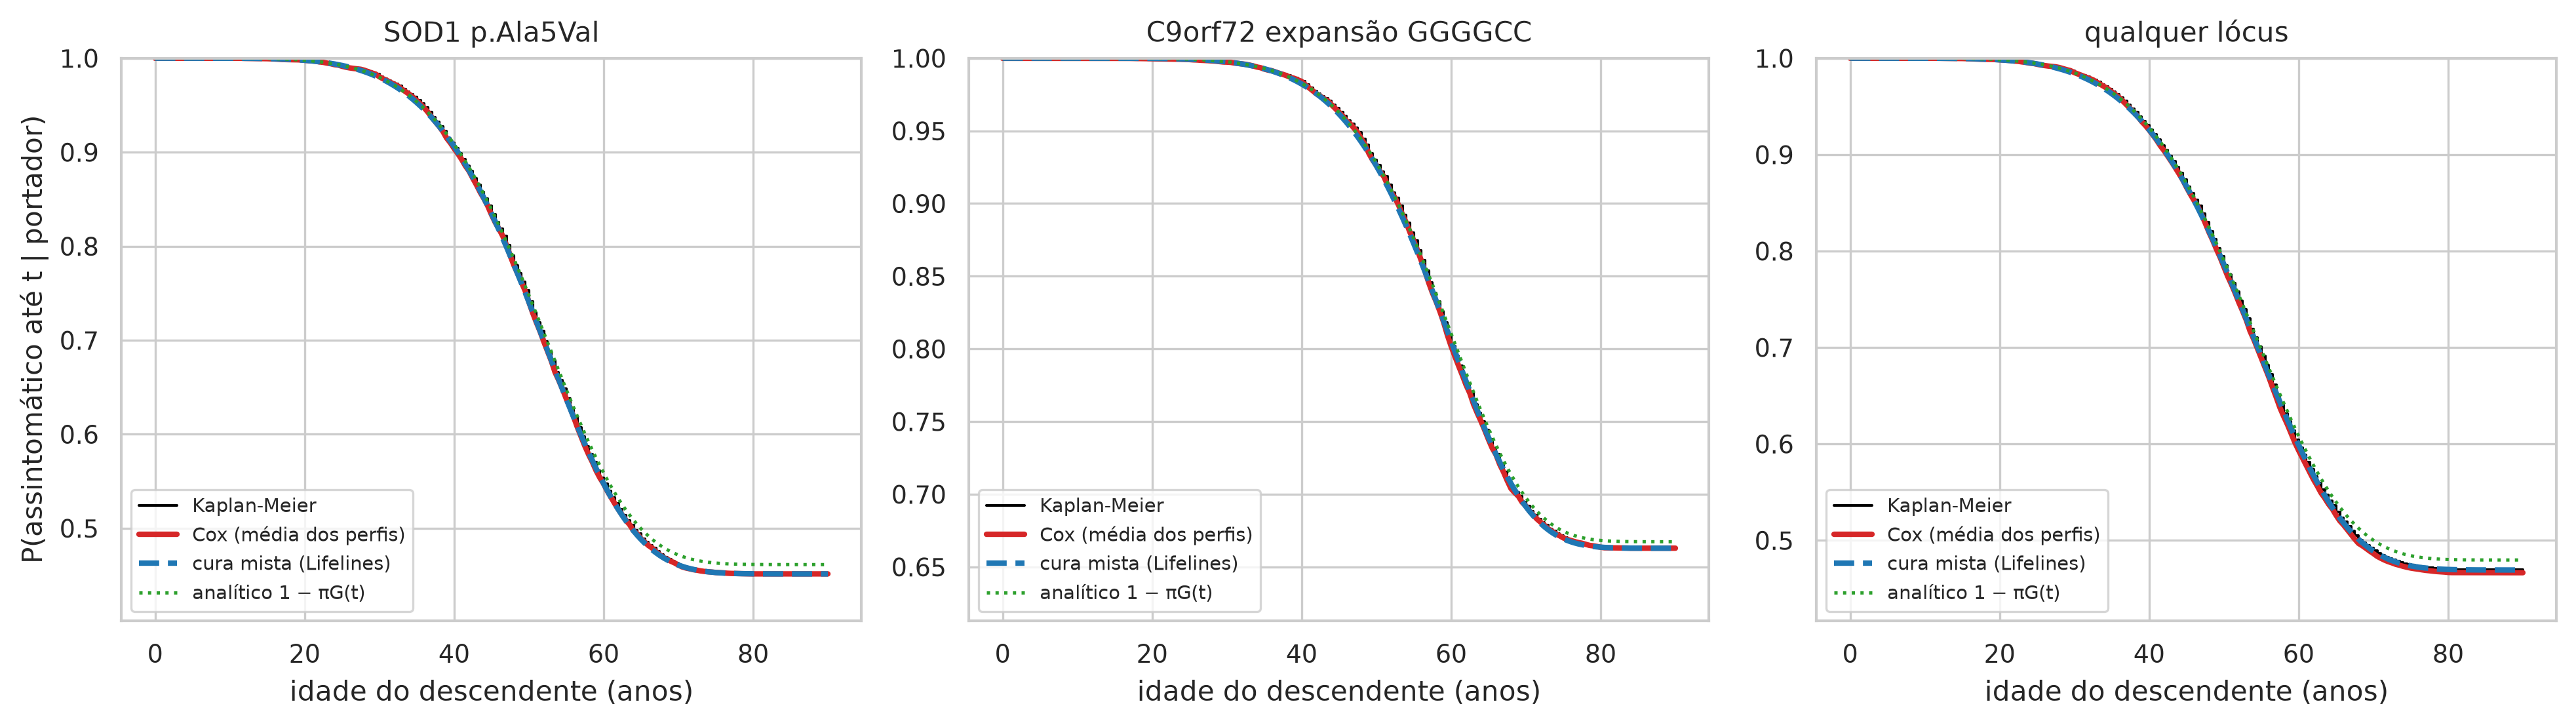 SOD1 p.Ala5Val
P(assintomático até t | portador)
1.0
0.9
0.8
0.7
0.6
0.5
Kaplan-Meier
Cox (média dos perfis)
cura mista (Lifelines)
analítico 1 − πG(t)
0 20 40 60 80
idade do descendente (anos)
C9orf72 expansão GGGGCC
1.00
0.95
0.90
0.85
0.80
0.75
0.70
0.65
Kaplan-Meier
Cox (média dos perfis)
cura mista (Lifelines)
analítico 1 − πG(t)
0 20 40 60 80
idade do descendente (anos)
qualquer lócus
1.0
0.9
0.8
0.7
0.6
0.5
Kaplan-Meier
Cox (média dos perfis)
cura mista (Lifelines)
analítico 1 − πG(t)
0 20 40 60 80
idade do descendente (anos)